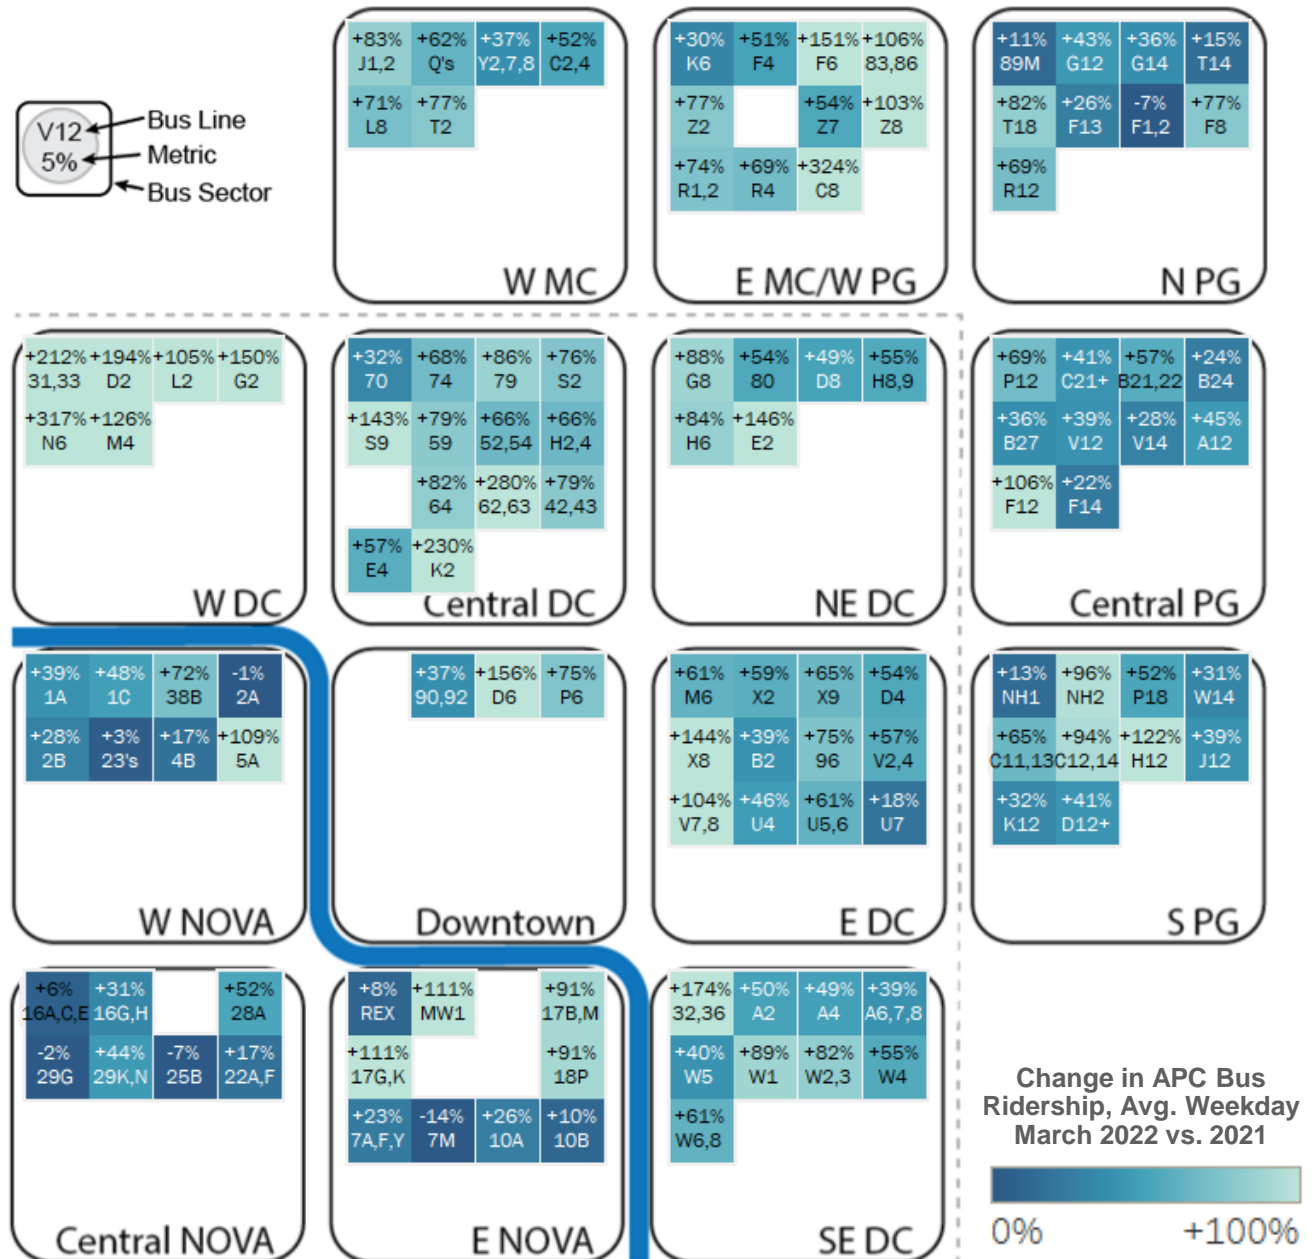 V12
5%
Bus Line
Metric
Bus Sector
+83% +62% +37% +52%
J1,2 Q's Y2,7,8 C2,4
+71% +77%
L8 T2
W MC
+30% +51% +151% +106%
K6 F4 F6 83,86
+77% +54% +103%
Z2 Z7 Z8
+74% +69% +324%
R1,2 R4 C8
E MC/W PG
+11% +43% +36% +15%
89M G12 G14 T14
+82% +26% -7% +77%
T18 F13 F1,2 F8
+69%
R12
N PG
+212% +194% +105% +150%
31,33 D2 L2 G2
+317% +126%
N6 M4
W DC
+32% +68% +86% +76%
70 74 79 S2
+143% +79% +66% +66%
S9 59 52,54 H2,4
+82% +280% +79%
64 62,63 42,43
+57% +230%
E4 K2
Central DC
+88% +54% +49% +55%
G8 80 D8 H8,9
+84% +146%
H6 E2
NE DC
+69% +41% +57% +24%
P12 C21+ B21,22 B24
+36% +39% +28% +45%
B27 V12 V14 A12
+106% +22%
F12 F14
Central PG
+39% +48% +72% -1%
1A 1C 38B 2A
+28% +3% +17% +109%
2B 23's 4B 5A
W NOVA
+37% +156% +75%
90,92 D6 P6
Downtown
+61% +59% +65% +54%
M6 X2 X9 D4
+144% +39% +75% +57%
X8 B2 96 V2,4
+104% +46% +61% +18%
V7,8 U4 U5,6 U7
E DC
+13% +96% +52% +31%
NH1 NH2 P18 W14
+65% +94% +122% +39%
C11,13 C12,14 H12 J12
+32% +41%
K12 D12+
S PG
+6% +31% +52%
16A,C,E 16G,H 28A
-2% +44% -7% +17%
29G 29K,N 25B 22A,F
Central NOVA
+8% +111% +91%
REX MW1 17B,M
+111% +91%
17G,K 18P
+23% -14% +26% +10%
7A,F,Y 7M 10A 10B
E NOVA
+174% +50% +49% +39%
32,36 A2 A4 A6,7,8
+40% +89% +82% +55%
W5 W1 W2,3 W4
+61%
W6,8
SE DC
Change in APC Bus
Ridership, Avg. Weekday
March 2022 vs. 2021
0% +100%